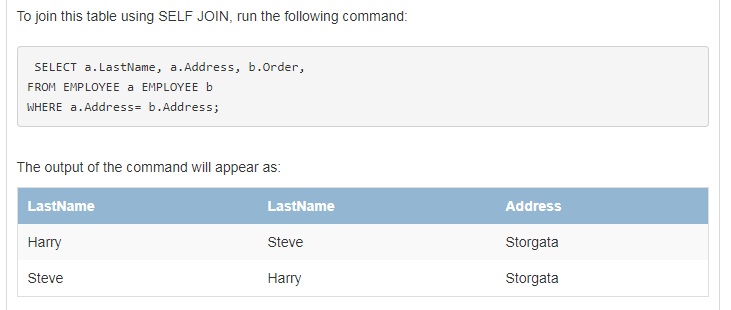 To join this table using SELF JOIN, run the following command:
SELECT a.LastName, a.Address, b.Order,
FROM EMPLOYEE a EMPLOYEE b
WHERE a.Address= b.Address;
The output of the command will appear as:
LastName LastName Address
Harry Steve Storgata
Steve Harry Storgata